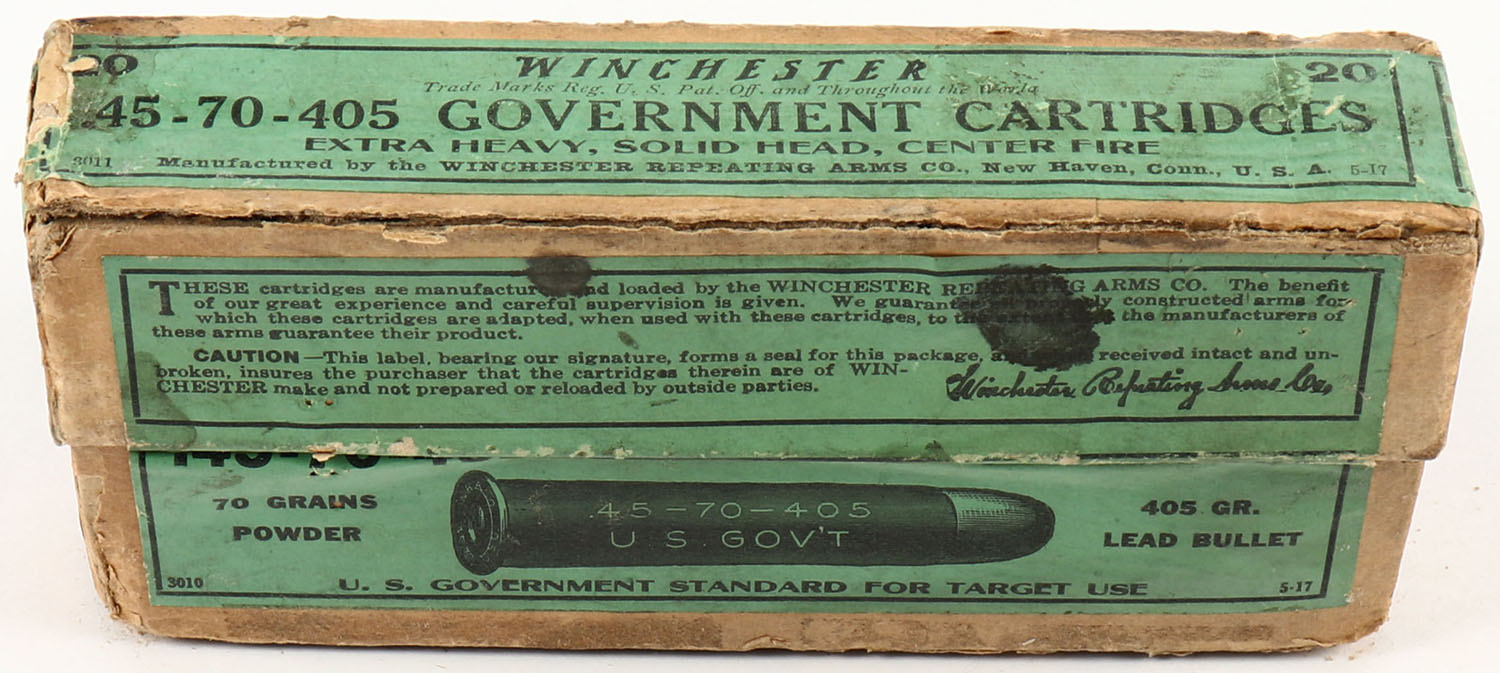 20 WINCHESTER 20
Trade Marks Reg. U. S. Pat. Off. and Throughout the World
.45-70-405 GOVERNMENT CARTRIDGES
EXTRA HEAVY, SOLID HEAD, CENTER FIRE
3011 Manufactured by the WINCHESTER REPEATING ARMS CO., New Haven, Conn., U. S. A. 5-17
THESE cartridges are manufactured and loaded by the WINCHESTER REPEATING ARMS CO. The benefit
of our great experience and careful supervision is given. We guarantee constructed arms for
which these cartridges are adapted, when used with these cartridges, to the the manufacturers of
these arms guarantee their product.
CAUTION—This label, bearing our signature, forms a seal for this package, received intact and un-
broken, insures the purchaser that the cartridges therein are of WIN-
CHESTER make and not prepared or reloaded by outside parties.
Winchester Repeating Arms Co.,
70 GRAINS
POWDER
.45-70-405
U S. GOV'T
405 GR.
LEAD BULLET
3010 U. S. GOVERNMENT STANDARD FOR TARGET USE 5-17